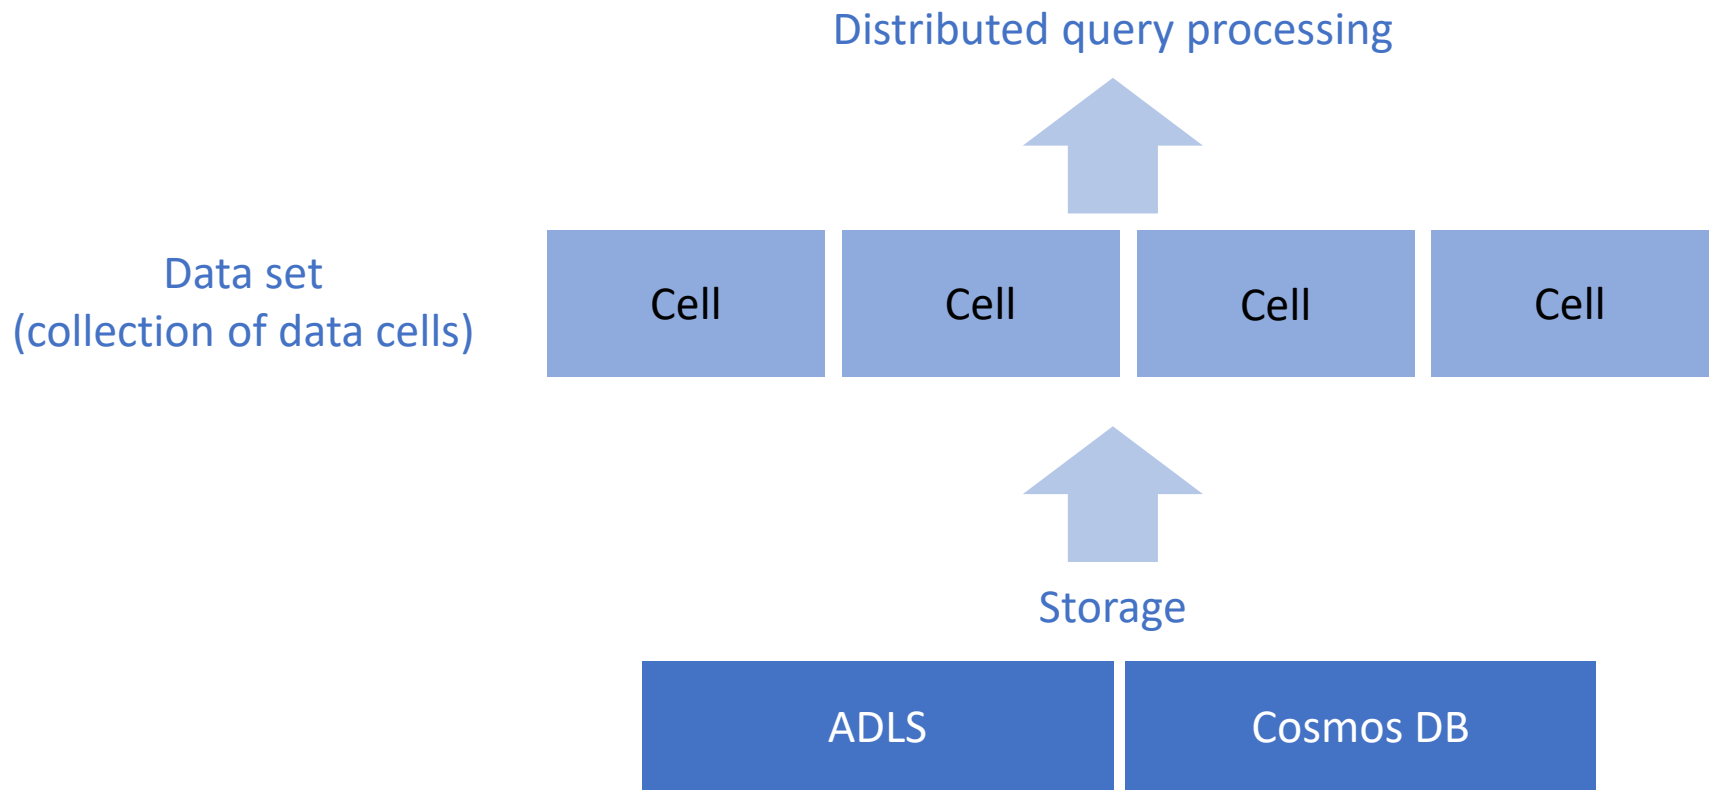 Distributed query processing
Data set
(collection of data cells)
Cell
Cell
Cell
Cell
Storage
ADLS
Cosmos DB